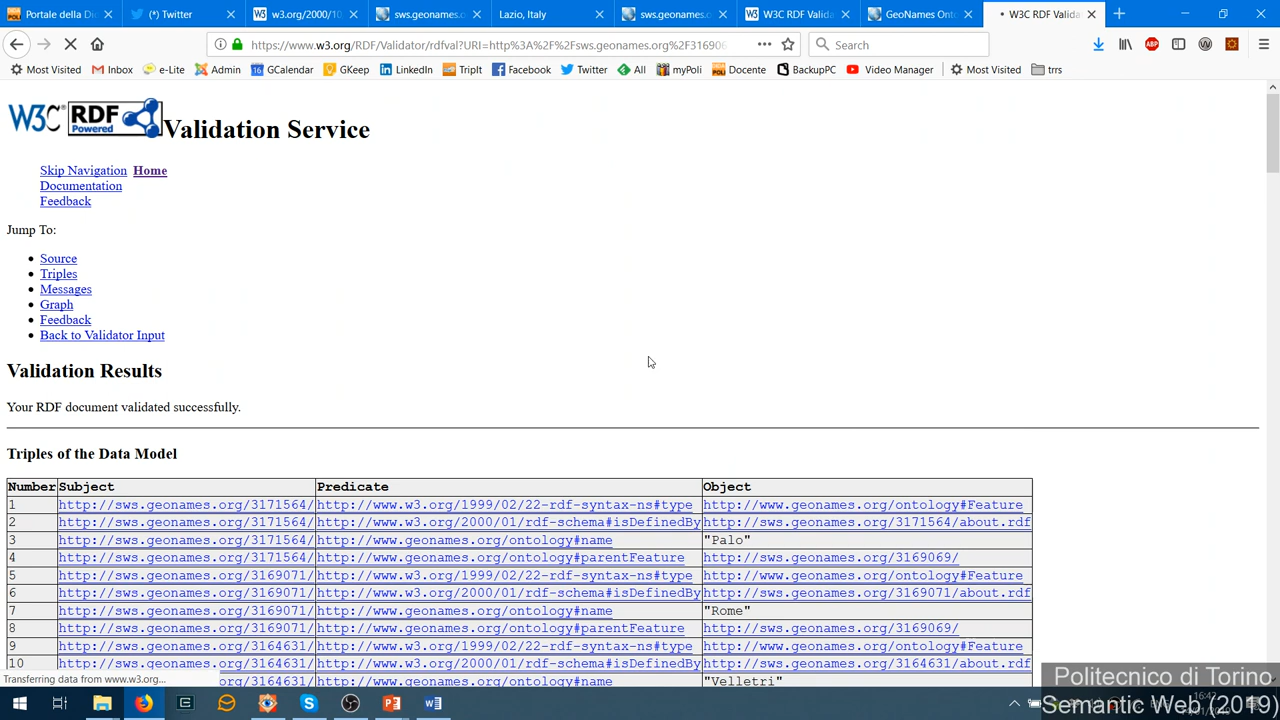 Portale della Di
(*) Twitter
w3.org/2000/10
sws.geonames.
Lazio, Italy
sws.geonames.o
W3C RDF Valid
GeoNames Onto
W3C RDF Valida
https://www.w3.org/RDF/Validator/rdfval?URI=http%3A%2F%2Fsws.geonames.org%2F316906
Search
Most Visited
Inbox
e-Lite
Admin
GCalendar
GKeep
LinkedIn
TripIt
Facebook
Twitter
All
myPoli
Docente
BackupPC
Video Manager
Most Visited
trrs
W3C RDF Powered Validation Service
Skip Navigation Home
Documentation
Feedback
Jump To:
• Source
• Triples
• Messages
• Graph
• Feedback
• Back to Validator Input
Validation Results
Your RDF document validated successfully.
Triples of the Data Model
Number Subject Predicate Object
1 http://sws.geonames.org/3171564/ http://www.w3.org/1999/02/22-rdf-syntax-ns#type http://www.geonames.org/ontology#Feature
2 http://sws.geonames.org/3171564/ http://www.w3.org/2000/01/rdf-schema#isDefinedBy http://sws.geonames.org/3171564/about.rdf
3 http://sws.geonames.org/3171564/ http://www.geonames.org/ontology#name "Palo"
4 http://sws.geonames.org/3171564/ http://www.geonames.org/ontology#parentFeature http://sws.geonames.org/3169069/
5 http://sws.geonames.org/3169071/ http://www.w3.org/1999/02/22-rdf-syntax-ns#type http://www.geonames.org/ontology#Feature
6 http://sws.geonames.org/3169071/ http://www.w3.org/2000/01/rdf-schema#isDefinedBy http://sws.geonames.org/3169071/about.rdf
7 http://sws.geonames.org/3169071/ http://www.geonames.org/ontology#name "Rome"
8 http://sws.geonames.org/3169071/ http://www.geonames.org/ontology#parentFeature http://sws.geonames.org/3169069/
9 http://sws.geonames.org/3164631/ http://www.w3.org/1999/02/22-rdf-syntax-ns#type http://www.geonames.org/ontology#Feature
10 http://sws.geonames.org/3164631/ http://www.w3.org/2000/01/rdf-schema#isDefinedBy http://sws.geonames.org/3164631/about.rdf
.org/3164631/ http://www.geonames.org/ontology#name "Velletri"
Transferring data from www.w3.org...
Politecnico di Torino
Semantic Web (2019)